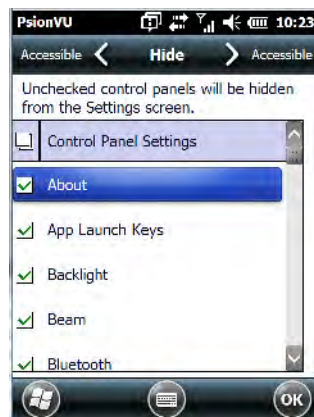 PsionVU 10:23
Accessible Hide Accessible
Unchecked control panels will be hidden
from the Settings screen.
Control Panel Settings
About
App Launch Keys
Backlight
Beam
Bluetooth
OK